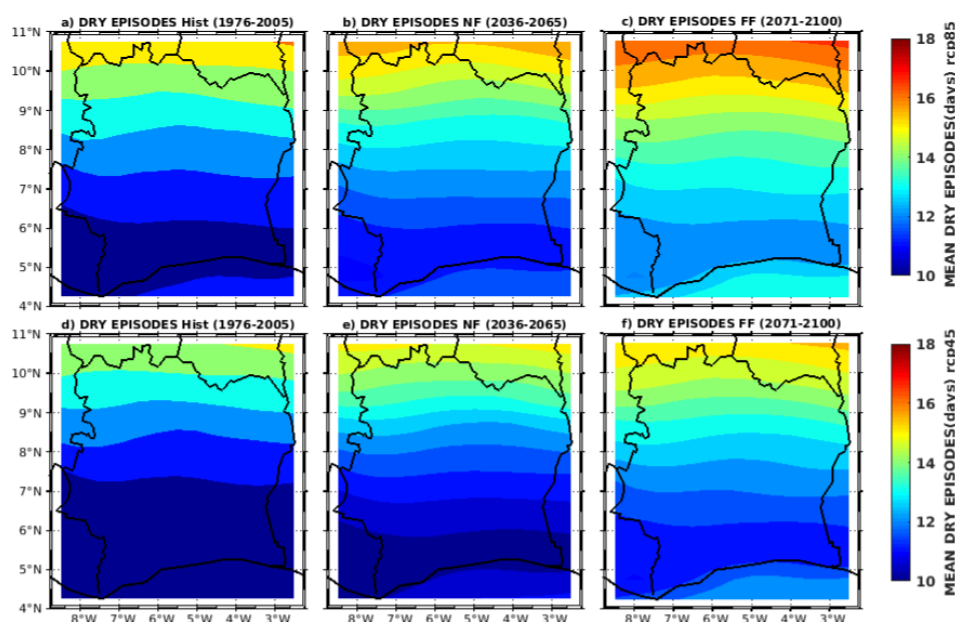 a) DRY EPISODES Hist (1976-2005)
b) DRY EPISODES NF (2036-2065)
c) DRY EPISODES FF (2071-2100)
11°N
10°N
9°N
8°N
7°N
6°N
5°N
4°N
18
16
14
12
10
MEAN DRY EPISODES(days) rcp85
d) DRY EPISODES Hist (1976-2005)
e) DRY EPISODES NF (2036-2065)
f) DRY EPISODES FF (2071-2100)
11°N
10°N
9°N
8°N
7°N
6°N
5°N
4°N
8°W 7°W 6°W 5°W 4°W 3°W
8°W 7°W 6°W 5°W 4°W 3°W
8°W 7°W 6°W 5°W 4°W 3°W
18
16
14
12
10
MEAN DRY EPISODES(days) rcp45